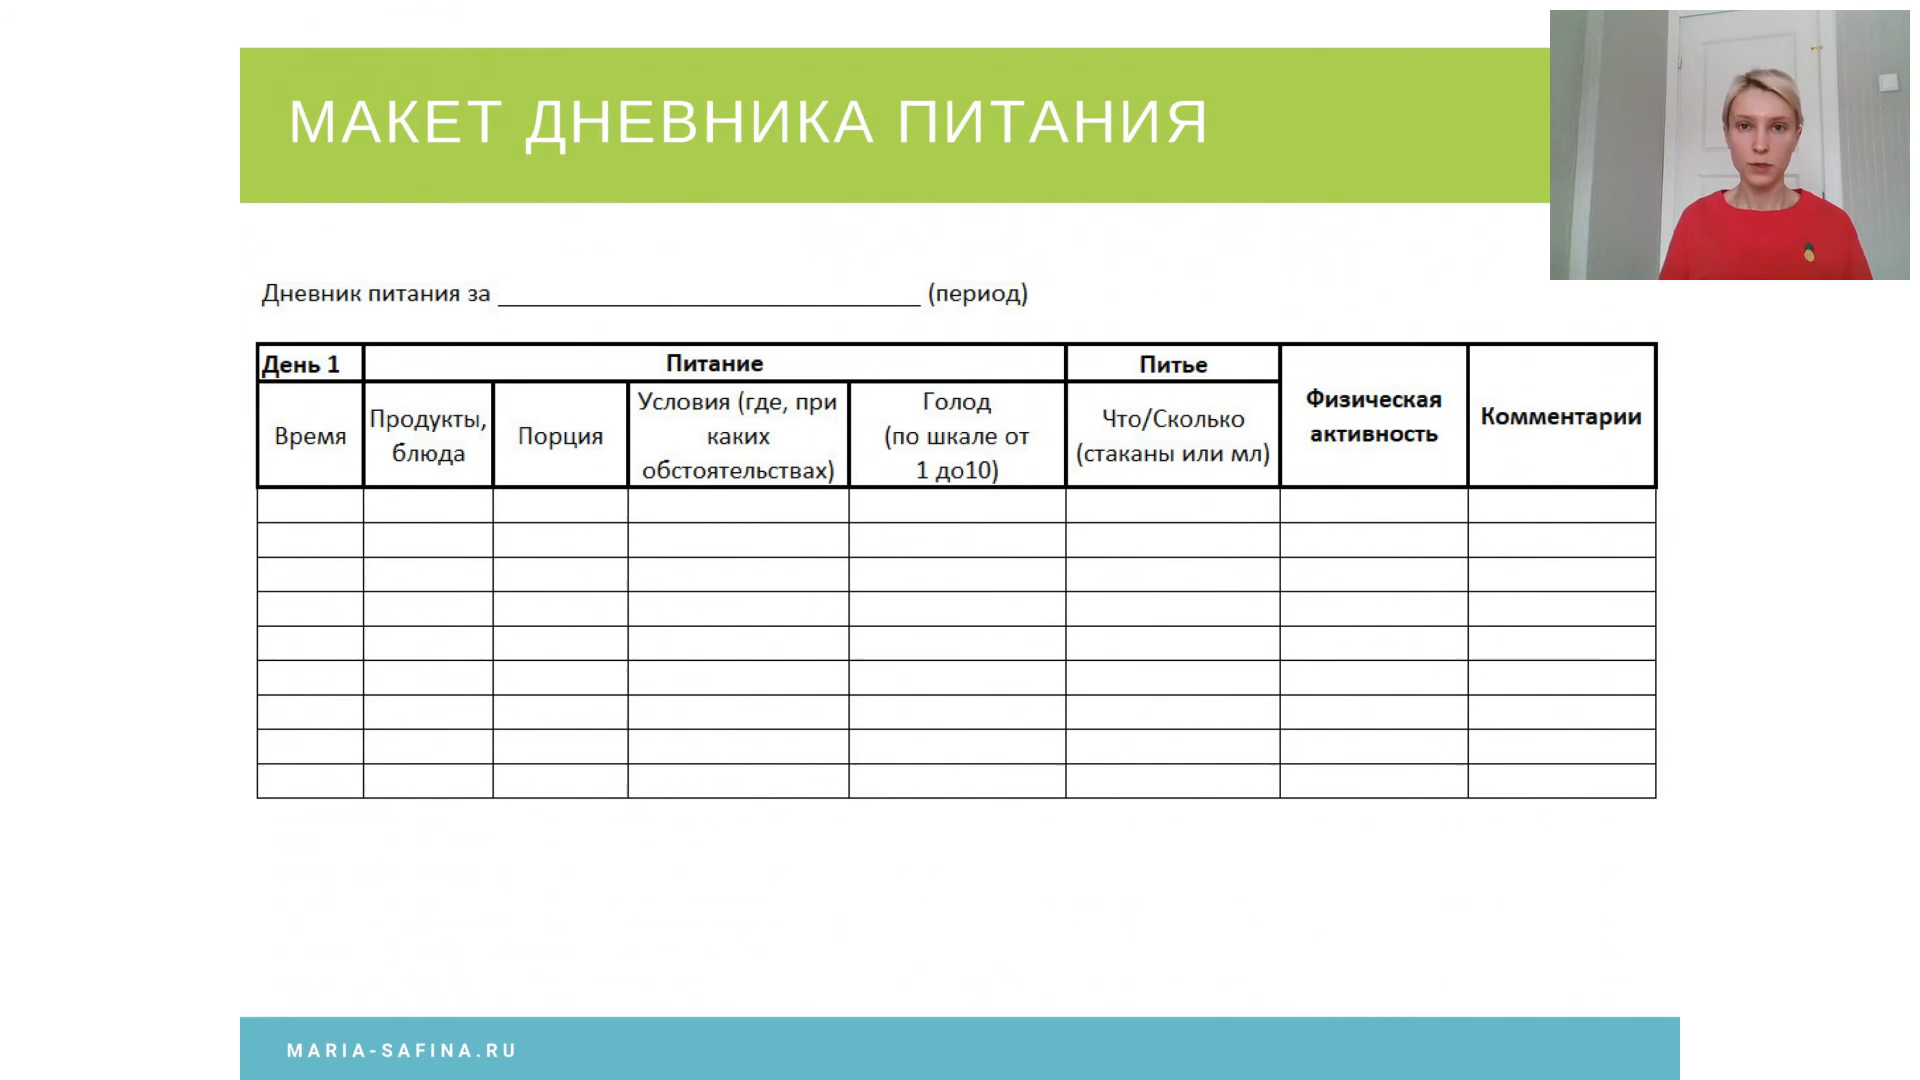 МАКЕТ ДНЕВНИКА ПИТАНИЯ
Дневник питания за ______________________________ (период)
День 1
Питание
Питье
Физическая
активность
Комментарии
Время
Продукты,
блюда
Порция
Условия (где, при
каких
обстоятельствах)
Голод
(по шкале от
1 до10)
Что/Сколько
(стаканы или мл)
MARIA-SAFINA.RU